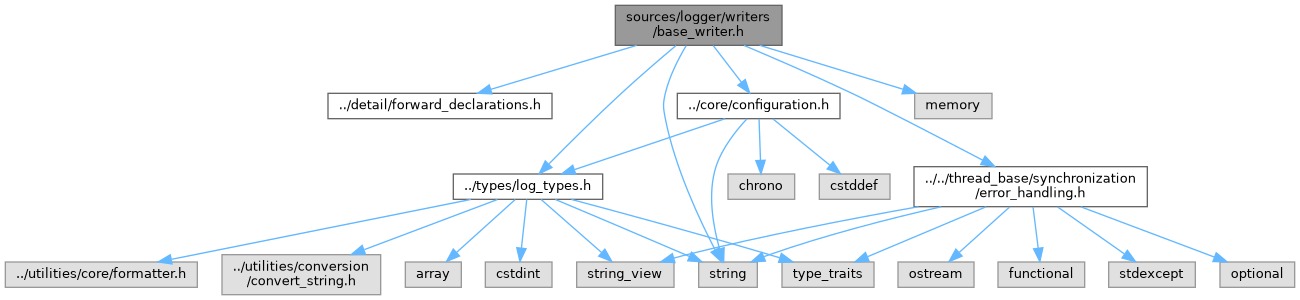 sources/logger/writers
/base_writer.h
../detail/forward_declarations.h
../core/configuration.h
memory
../types/log_types.h
chrono
cstddef
../../thread_base/synchronization
/error_handling.h
../utilities/core/formatter.h
../utilities/conversion
/convert_string.h
array
cstdint
string_view
string
type_traits
ostream
functional
stdexcept
optional